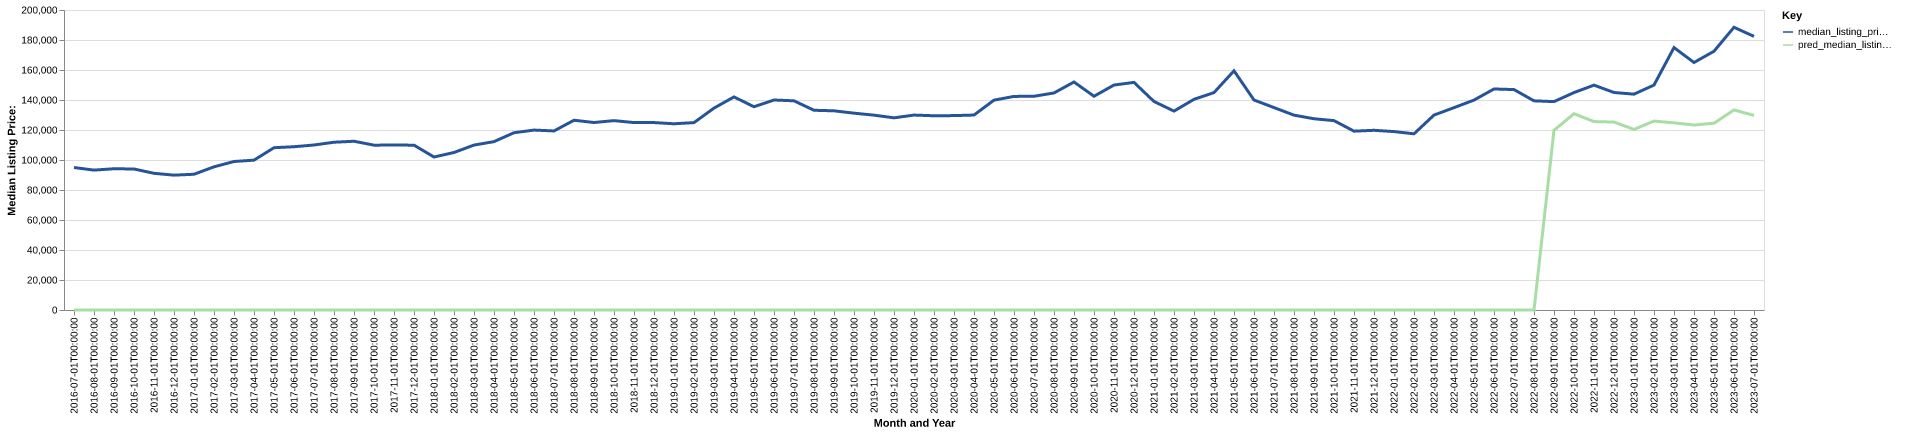 200,000
180,000
160,000
140,000
120,000
100,000
80,000
60,000
40,000
20,000
0
Median Listing Price:
2016-07-01T00:00:00
2016-08-01T00:00:00
2016-09-01T00:00:00
2016-10-01T00:00:00
2016-11-01T00:00:00
2016-12-01T00:00:00
2017-01-01T00:00:00
2017-02-01T00:00:00
2017-03-01T00:00:00
2017-04-01T00:00:00
2017-05-01T00:00:00
2017-06-01T00:00:00
2017-07-01T00:00:00
2017-08-01T00:00:00
2017-09-01T00:00:00
2017-10-01T00:00:00
2017-11-01T00:00:00
2017-12-01T00:00:00
2018-01-01T00:00:00
2018-02-01T00:00:00
2018-03-01T00:00:00
2018-04-01T00:00:00
2018-05-01T00:00:00
2018-06-01T00:00:00
2018-07-01T00:00:00
2018-08-01T00:00:00
2018-09-01T00:00:00
2018-10-01T00:00:00
2018-11-01T00:00:00
2018-12-01T00:00:00
2019-01-01T00:00:00
2019-02-01T00:00:00
2019-03-01T00:00:00
2019-04-01T00:00:00
2019-05-01T00:00:00
2019-06-01T00:00:00
2019-07-01T00:00:00
2019-08-01T00:00:00
2019-09-01T00:00:00
2019-10-01T00:00:00
2019-11-01T00:00:00
2019-12-01T00:00:00
2020-01-01T00:00:00
2020-02-01T00:00:00
2020-03-01T00:00:00
2020-04-01T00:00:00
2020-05-01T00:00:00
2020-06-01T00:00:00
2020-07-01T00:00:00
2020-08-01T00:00:00
2020-09-01T00:00:00
2020-10-01T00:00:00
2020-11-01T00:00:00
2020-12-01T00:00:00
2021-01-01T00:00:00
2021-02-01T00:00:00
2021-03-01T00:00:00
2021-04-01T00:00:00
2021-05-01T00:00:00
2021-06-01T00:00:00
2021-07-01T00:00:00
2021-08-01T00:00:00
2021-09-01T00:00:00
2021-10-01T00:00:00
2021-11-01T00:00:00
2021-12-01T00:00:00
2022-01-01T00:00:00
2022-02-01T00:00:00
2022-03-01T00:00:00
2022-04-01T00:00:00
2022-05-01T00:00:00
2022-06-01T00:00:00
2022-07-01T00:00:00
2022-08-01T00:00:00
2022-09-01T00:00:00
2022-10-01T00:00:00
2022-11-01T00:00:00
2022-12-01T00:00:00
2023-01-01T00:00:00
2023-02-01T00:00:00
2023-03-01T00:00:00
2023-04-01T00:00:00
2023-05-01T00:00:00
2023-06-01T00:00:00
2023-07-01T00:00:00
Month and Year
Key
median_listing_pri…
pred_median_listin…